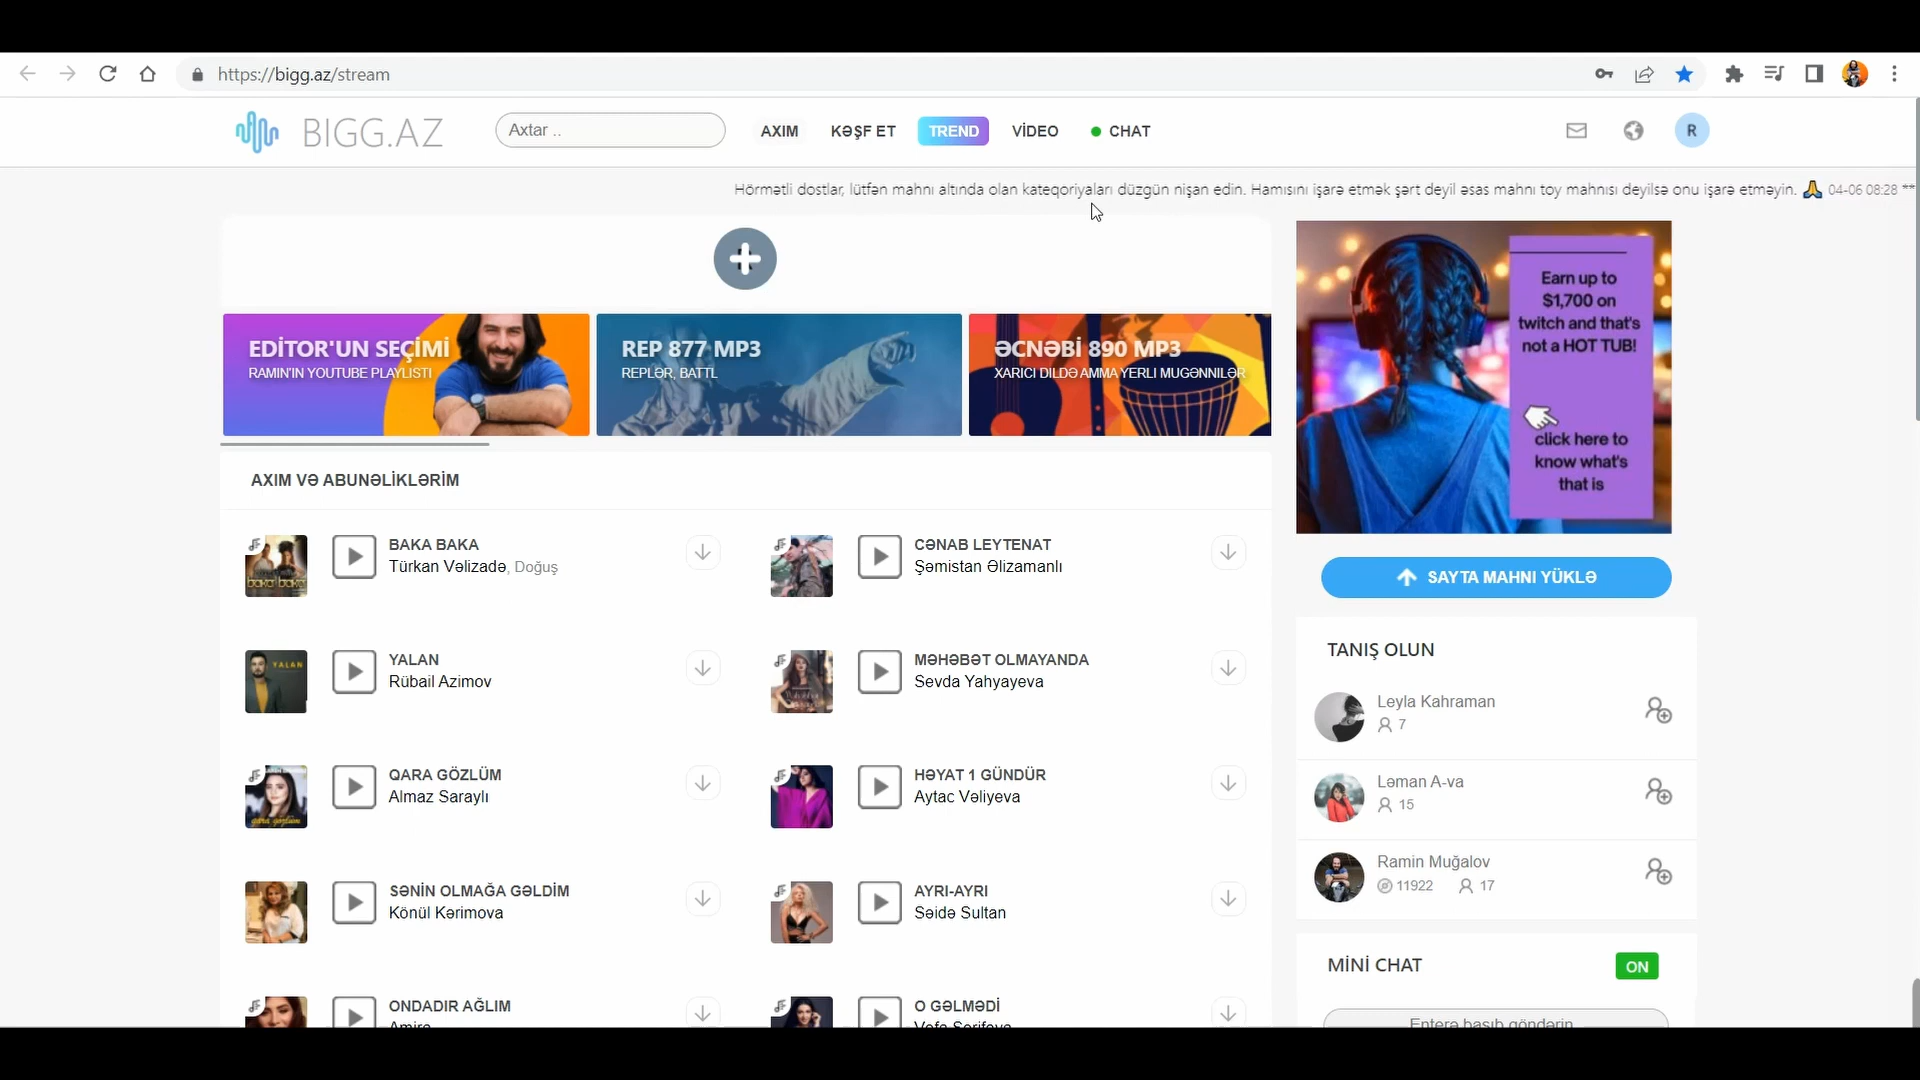 https://bigg.az/stream
BIGG.AZ
Axtar ..
AXIM
KƏŞF ET
TREND
VİDEO
CHAT
R
Hörmətli dostlar, lütfən mahnı altında olan kateqoriyaları düzgün nişan edin. Hamısını işarə etmək şərt deyil əsas mahnı toy mahnısı deyilsə onu işarə etməyin. 🙏 04-06 08:28 **
EDİTOR'UN SEÇİMİ
RAMIN'IN YOUTUBE PLAYLISTI
REP 877 MP3
REPLƏR, BATTL
ƏCNƏBİ 890 MP3
XARICI DILDƏ AMMA YERLI MUGƏNNILƏR
Earn up to
$1,700 on
twitch and that's
not a HOT TUB!
click here to
know what's
that is
AXIM VƏ ABUNƏLİKLƏRİM
BAKA BAKA
Türkan Vəlizadə, Doğuş
CƏNAB LEYTENAT
Şəmistan Əlizamanlı
YALAN
Rübail Azimov
MƏHƏBƏT OLMAYANDA
Sevda Yahyayeva
QARA GÖZLÜM
Almaz Saraylı
HƏYAT 1 GÜNDÜR
Aytac Vəliyeva
SƏNİN OLMAĞA GƏLDİM
Könül Kərimova
AYRI-AYRI
Səidə Sultan
ONDADIR AĞLIM
O GƏLMƏDİ
SAYTA MAHNI YÜKLƏ
TANIŞ OLUN
Leyla Kahraman
7
Ləman A-va
15
Ramin Muğalov
11922 17
MİNİ CHAT
ON
Enterə basıb göndərin